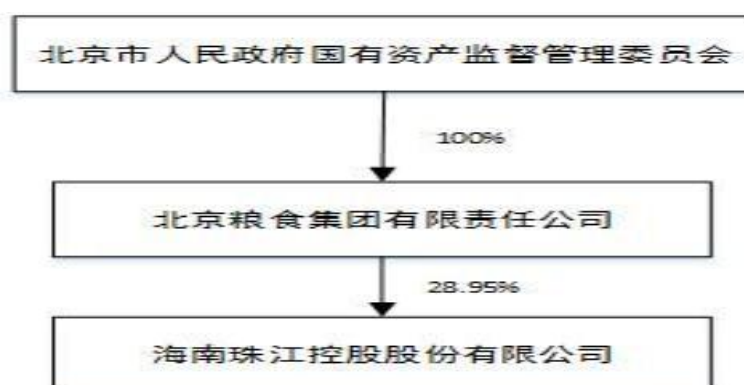 北京市人民政府国有资产监督管理委员会
100%
北京粮食集团有限责任公司
28.95%
海南珠江控股股份有限公司